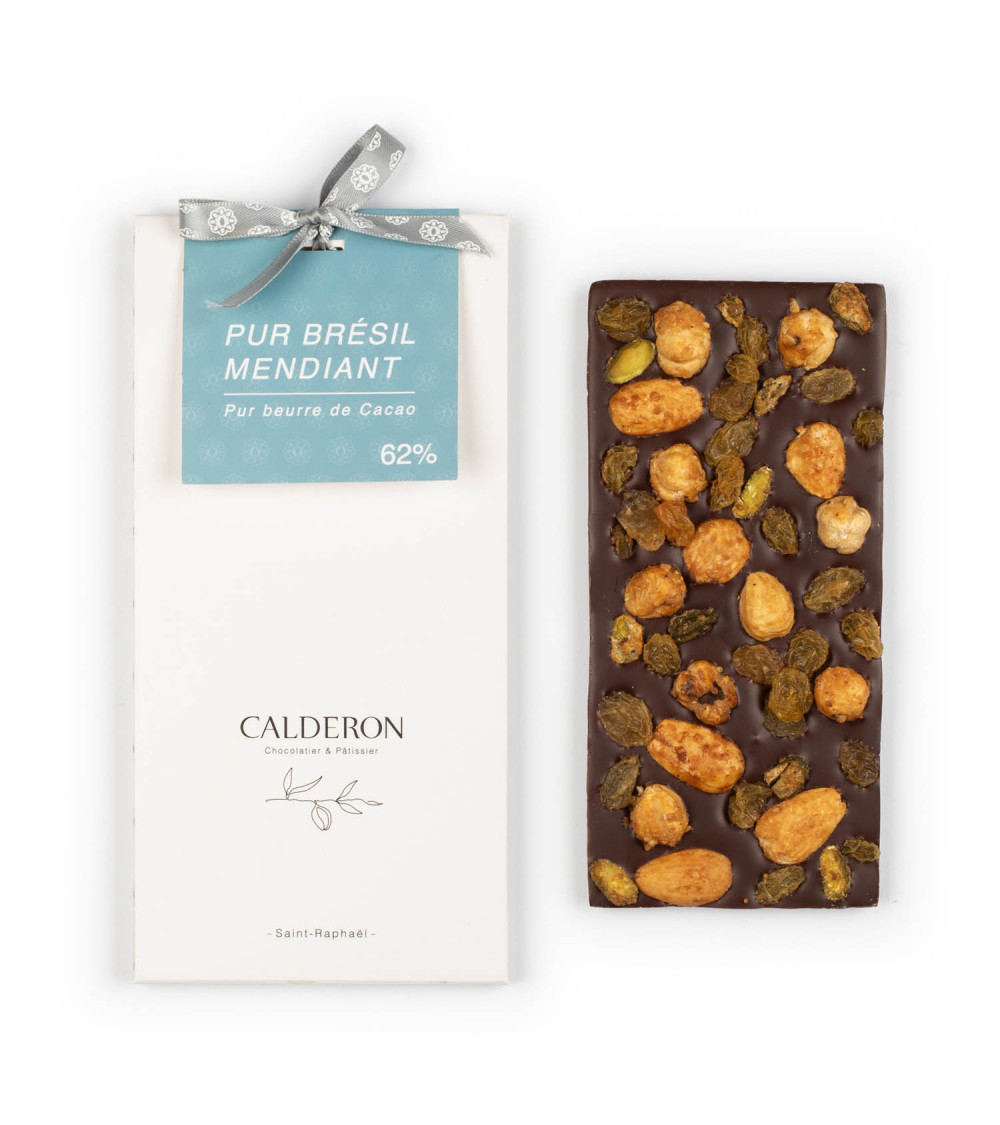 PUR BRÉSIL
MENDIANT
Pur beurre de Cacao
62%
CALDERON
Chocolatier & Pâtissier
- Saint-Raphaël -